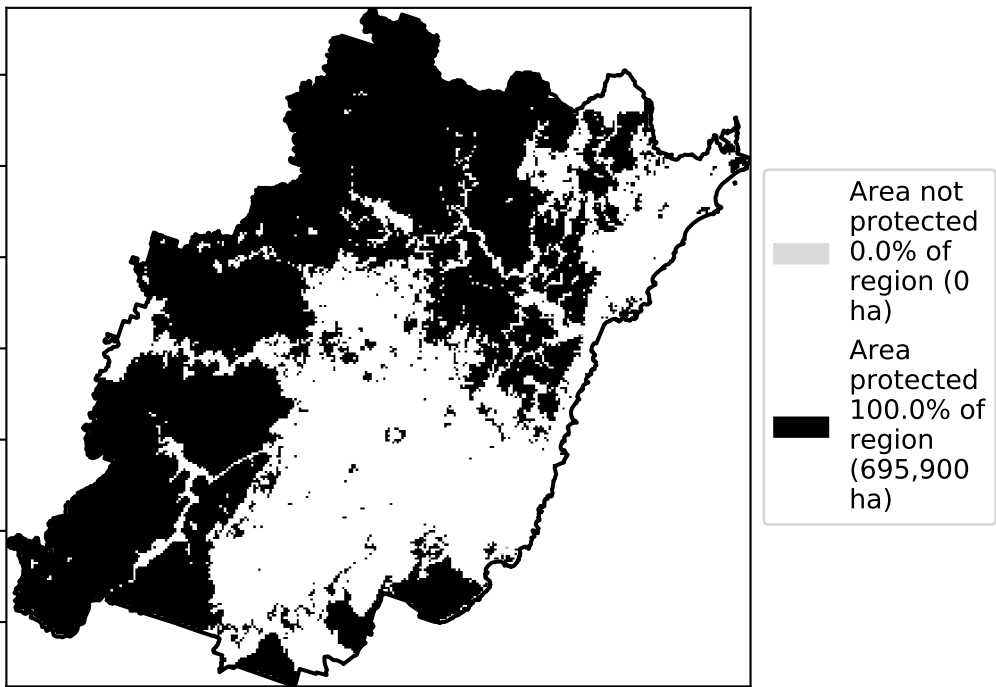 Area not
protected
0.0% of
region (0
ha)
Area
protected
100.0% of
region
(695,900
ha)